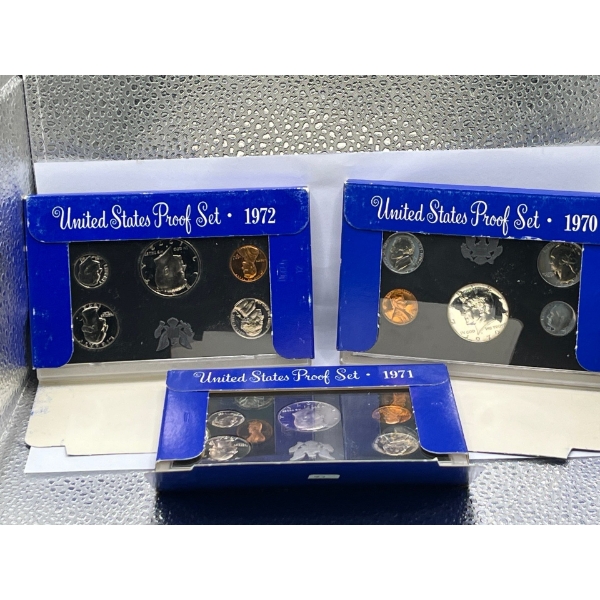 United States Proof Set · 1972
United States Proof Set · 1970
United States Proof Set · 1971